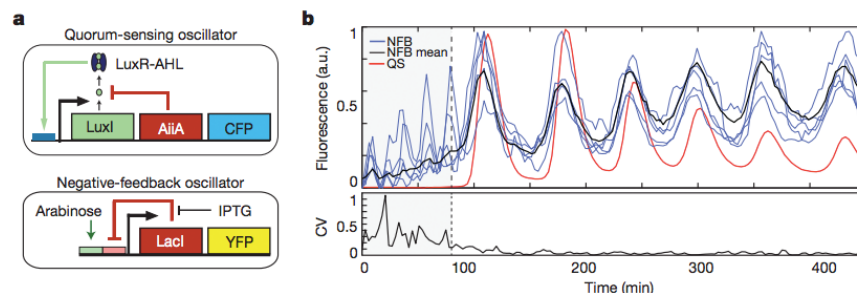 a
Quorum-sensing oscillator
LuxR-AHL
LuxI
AiiA
CFP
Negative-feedback oscillator
Arabinose
IPTG
LacI
YFP
b
1
0.5
0
Fluorescence (a.u.)
NFB
NFB mean
QS
1
0.5
0
CV
0
100
200
300
400
Time (min)